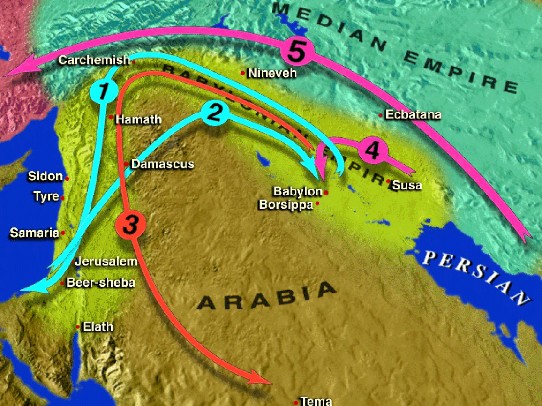 MEDIAN EMPIRE
5
Carchemish
Nineveh
BABYLONIAN EMPIRE
1
2
Hamath
Ecbatana
4
Damascus
Sidon
Tyre
Babylon
Susa
Borsippa
3
Samaria
PERSIAN
Jerusalem
Beer-sheba
ARABIA
Elath
Tema